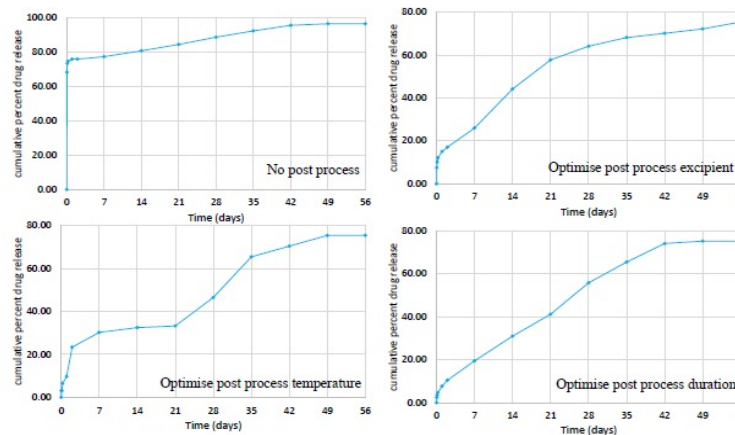 100.00
80.00
60.00
40.00
20.00
0.00
cumulative percent drug release
No post process
0 7 14 21 28 35 42 49 56
Time (days)
80.00
60.00
40.00
20.00
0.00
cumulative percent drug release
Optimise post process excipient
0 7 14 21 28 35 42 49
Time (days)
80.00
60.00
40.00
20.00
0.00
cumulative percent drug release
Optimise post process temperature
0 7 14 21 28 35 42 49 56
Time (days)
80.00
60.00
40.00
20.00
0.00
cumulative percent drug release
Optimise post process duration
0 7 14 21 28 35 42 49
Time (days)